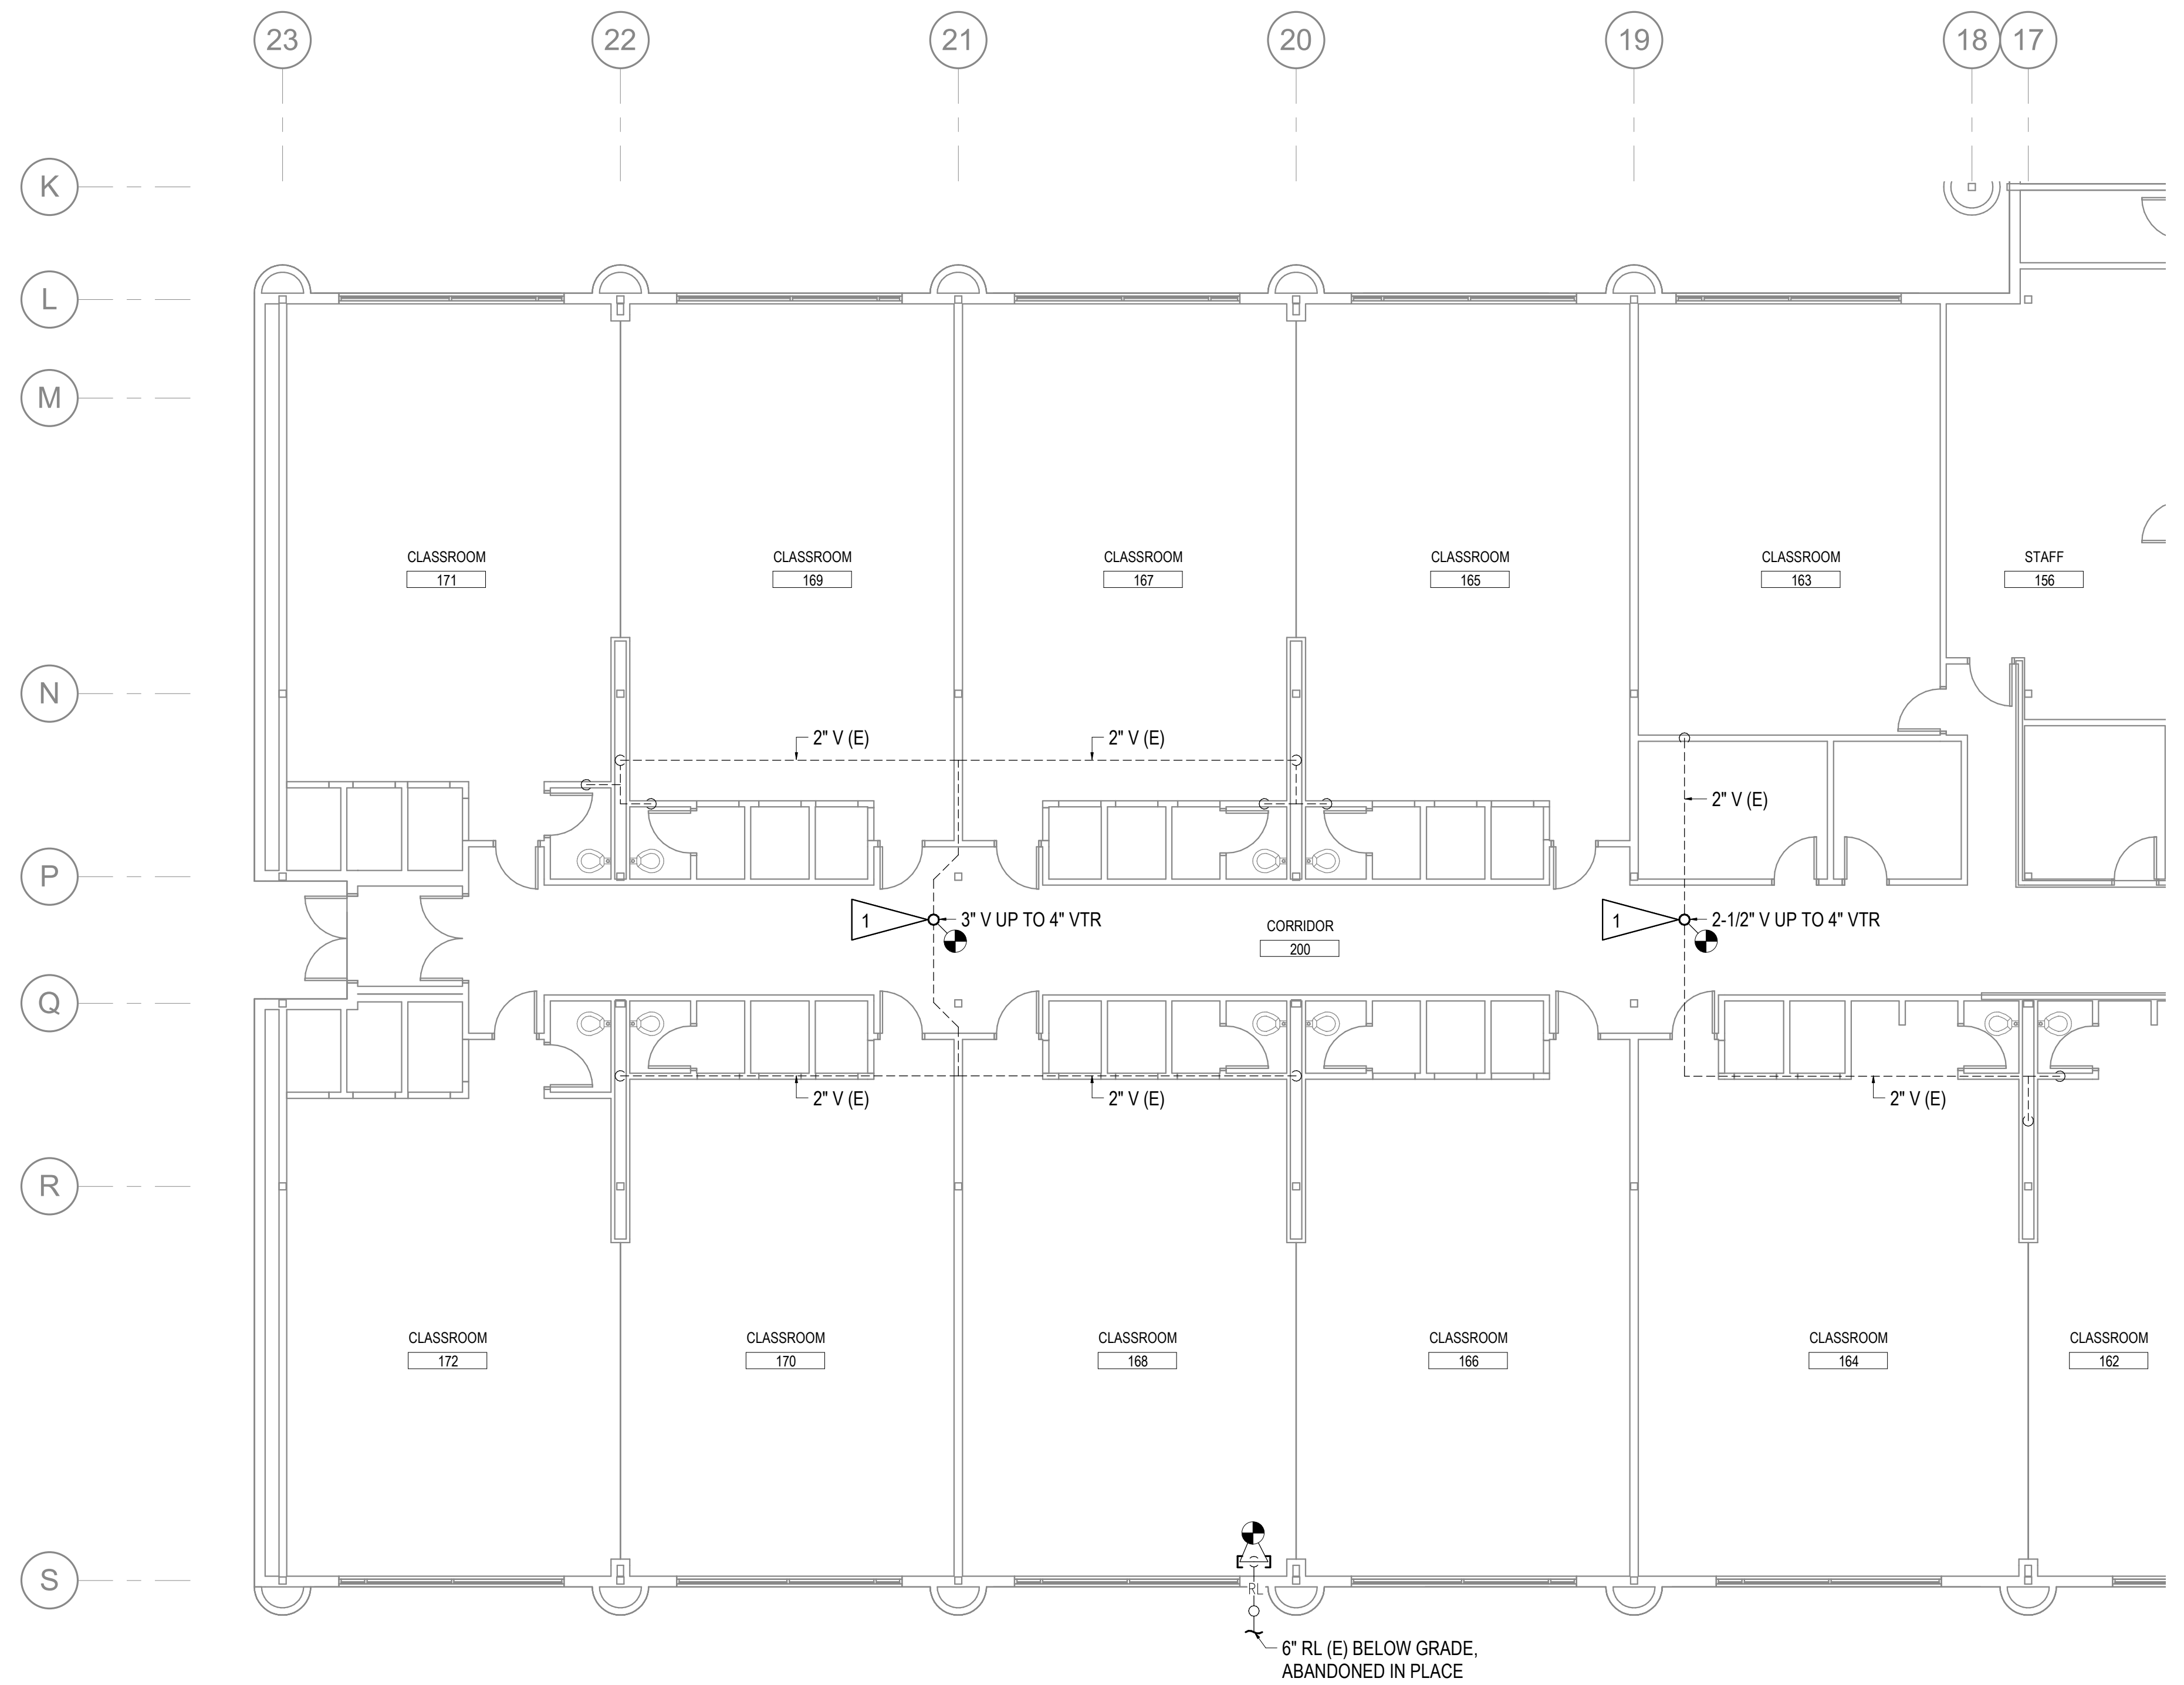 23
22
21
20
19
18
17
K
L
M
N
P
Q
R
S
CLASSROOM
171
CLASSROOM
169
CLASSROOM
167
CLASSROOM
165
CLASSROOM
163
STAFF
156
2" V (E)
2" V (E)
2" V (E)
1
3" V UP TO 4" VTR
CORRIDOR
200
1
2-1/2" V UP TO 4" VTR
2" V (E)
2" V (E)
2" V (E)
CLASSROOM
172
CLASSROOM
170
CLASSROOM
168
CLASSROOM
166
CLASSROOM
164
CLASSROOM
162
RL
6" RL (E) BELOW GRADE,
ABANDONED IN PLACE